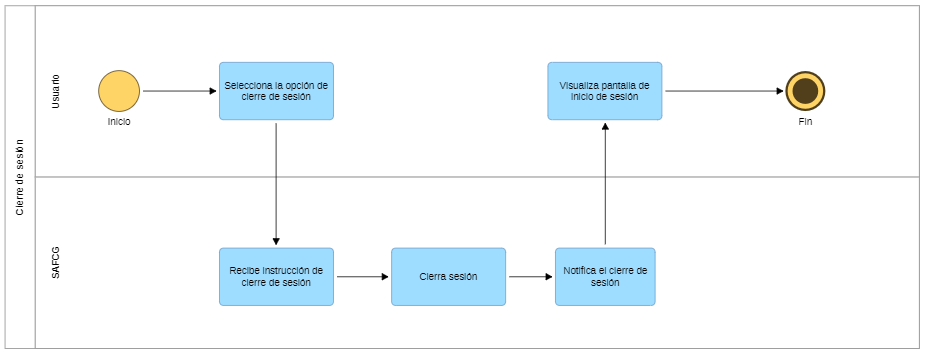 Cierre de sesión
Usuario
Inicio
Selecciona la opción de
cierre de sesión
Visualiza pantalla de
inicio de sesión
Fin
SAFCG
Recibe instrucción de
cierre de sesión
Cierra sesión
Notifica el cierre de
sesión